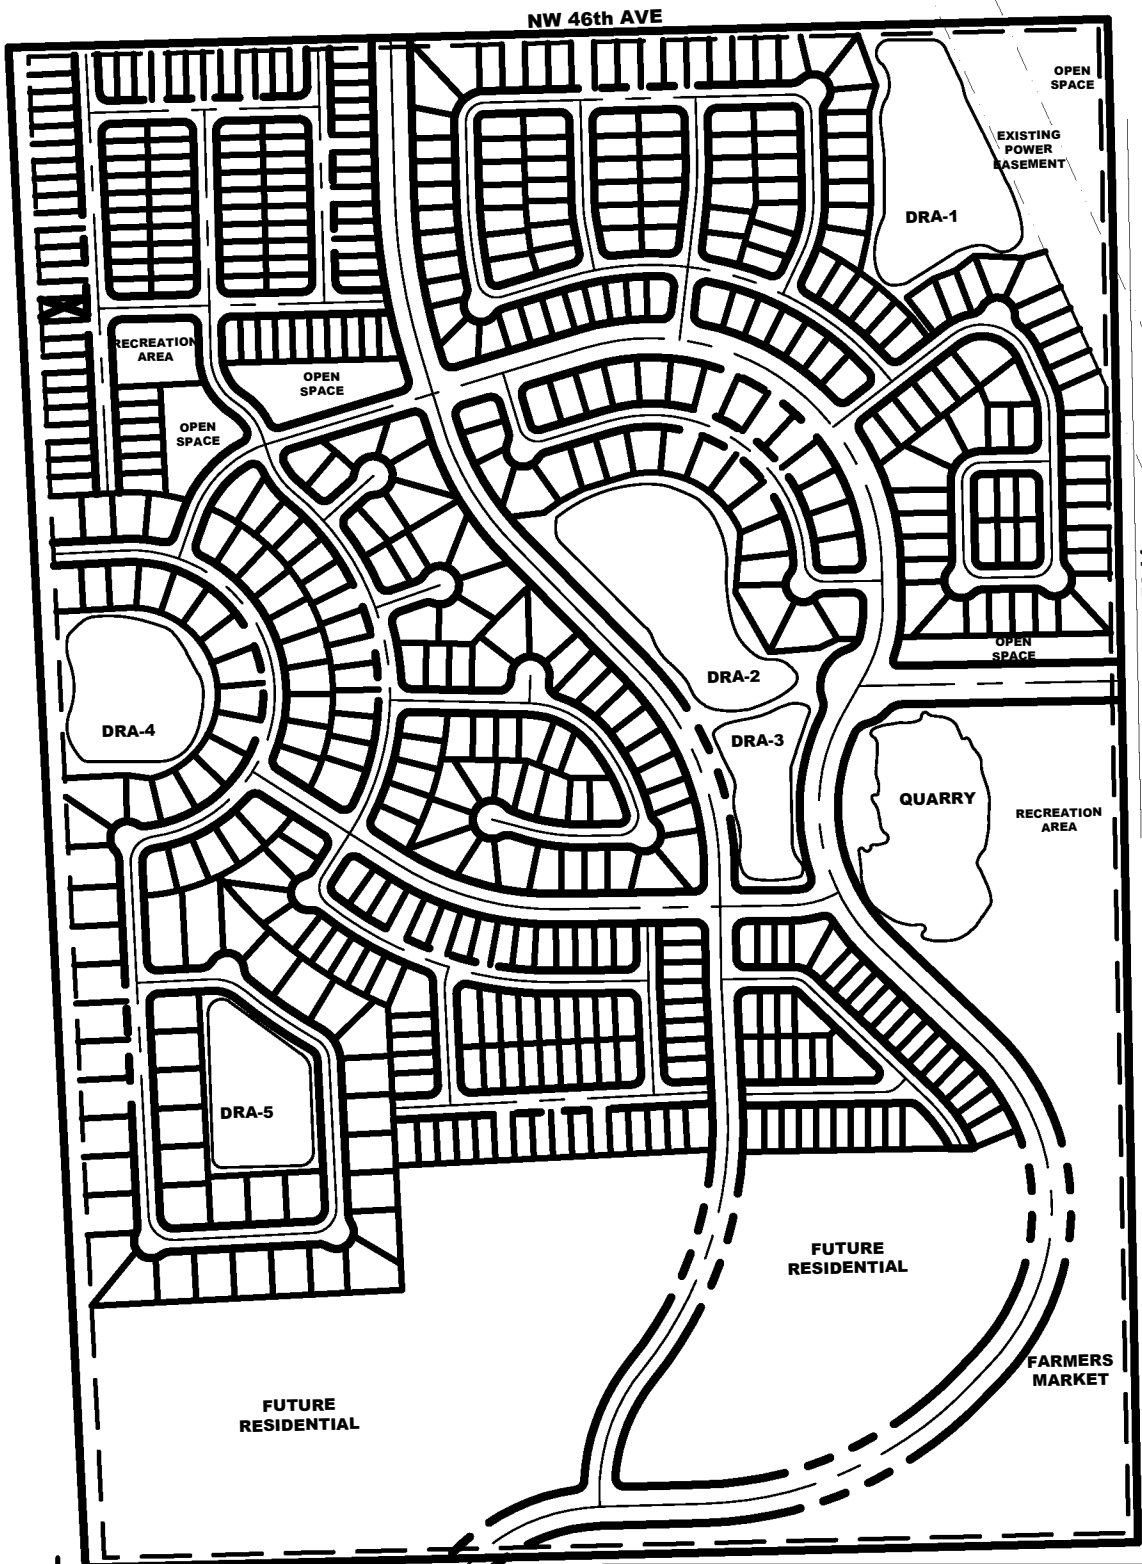 NW 46th AVE
OPEN
SPACE
EXISTING
POWER
EASEMENT
DRA-1
RECREATION
AREA
OPEN
SPACE
OPEN
SPACE
OPEN
SPACE
DRA-2
DRA-4
DRA-3
QUARRY
RECREATION
AREA
DRA-5
FUTURE
RESIDENTIAL
FARMERS
MARKET
FUTURE
RESIDENTIAL